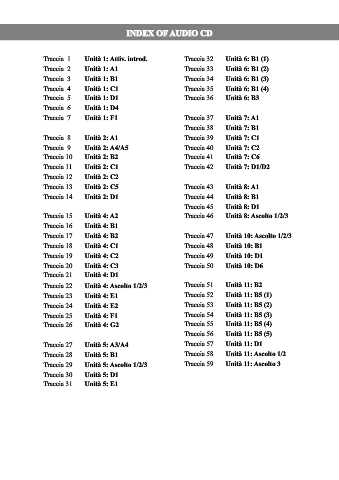 INDEX OF AUDIO CD
Traccia 1 Unità 1: Attiv. introd.
Traccia 2 Unità 1: A1
Traccia 3 Unità 1: B1
Traccia 4 Unità 1: C1
Traccia 5 Unità 1: D1
Traccia 6 Unità 1: D4
Traccia 7 Unità 1: F1
Traccia 8 Unità 2: A1
Traccia 9 Unità 2: A4/A5
Traccia 10 Unità 2: B2
Traccia 11 Unità 2: C1
Traccia 12 Unità 2: C2
Traccia 13 Unità 2: C5
Traccia 14 Unità 2: D1
Traccia 15 Unità 4: A2
Traccia 16 Unità 4: B1
Traccia 17 Unità 4: B2
Traccia 18 Unità 4: C1
Traccia 19 Unità 4: C2
Traccia 20 Unità 4: C3
Traccia 21 Unità 4: D1
Traccia 22 Unità 4: Ascolto 1/2/3
Traccia 23 Unità 4: E1
Traccia 24 Unità 4: E2
Traccia 25 Unità 4: F1
Traccia 26 Unità 4: G2
Traccia 27 Unità 5: A3/A4
Traccia 28 Unità 5: B1
Traccia 29 Unità 5: Ascolto 1/2/3
Traccia 30 Unità 5: D1
Traccia 31 Unità 5: E1
Traccia 32 Unità 6: B1 (1)
Traccia 33 Unità 6: B1 (2)
Traccia 34 Unità 6: B1 (3)
Traccia 35 Unità 6: B1 (4)
Traccia 36 Unità 6: B3
Traccia 37 Unità 7: A1
Traccia 38 Unità 7: B1
Traccia 39 Unità 7: C1
Traccia 40 Unità 7: C2
Traccia 41 Unità 7: C6
Traccia 42 Unità 7: D1/D2
Traccia 43 Unità 8: A1
Traccia 44 Unità 8: B1
Traccia 45 Unità 8: D1
Traccia 46 Unità 8: Ascolto 1/2/3
Traccia 47 Unità 10: Ascolto 1/2/3
Traccia 48 Unità 10: B1
Traccia 49 Unità 10: D1
Traccia 50 Unità 10: D6
Traccia 51 Unità 11: B2
Traccia 52 Unità 11: B5 (1)
Traccia 53 Unità 11: B5 (2)
Traccia 54 Unità 11: B5 (3)
Traccia 55 Unità 11: B5 (4)
Traccia 56 Unità 11: B5 (5)
Traccia 57 Unità 11: D1
Traccia 58 Unità 11: Ascolto 1/2
Traccia 59 Unità 11: Ascolto 3